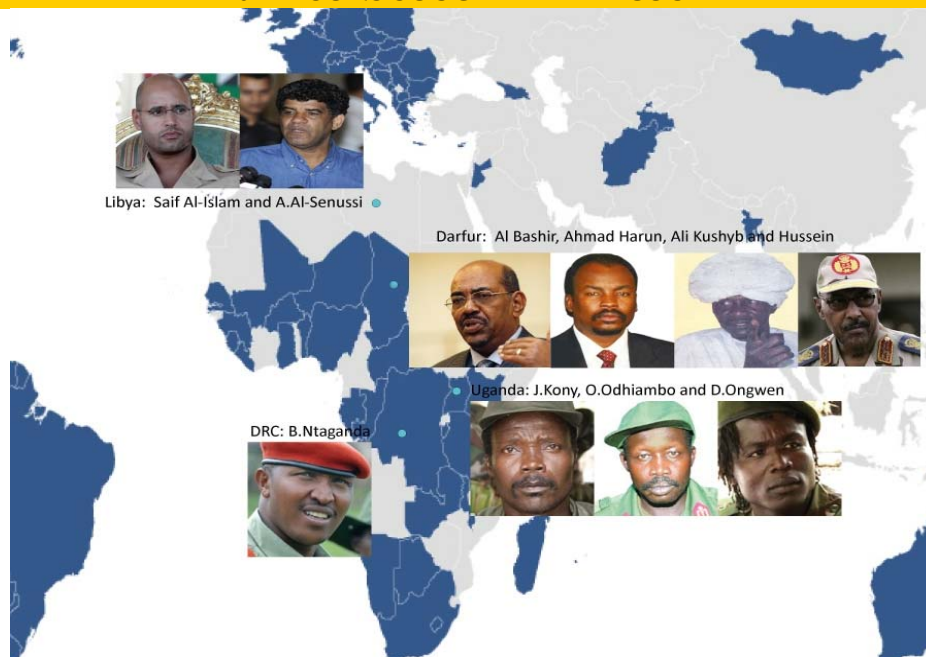 Libya: Saif Al-Islam and A.Al-Senussi
Darfur: Al Bashir, Ahmad Harun, Ali Kushyb and Hussein
Uganda: J.Kony, O.Odhiambo and D.Ongwen
DRC: B.Ntaganda